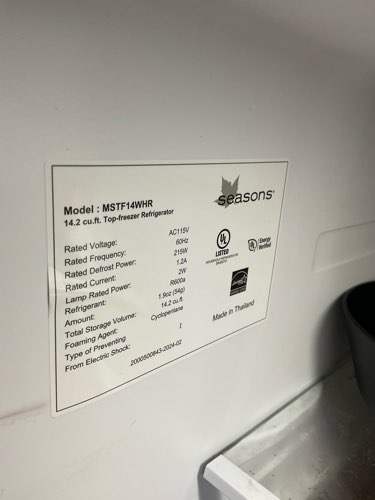 seasons®
Model : MSTF14WHR
14.2 cu.ft. Top-freezer Refrigerator
Rated Voltage: AC115V
Rated Frequency: 60Hz
Rated Defrost Power: 215W
Rated Current: 1.2A
Lamp Rated Power: 2W
Refrigerant: R600a
Amount: 1.9oz (54g)
Total Storage Volume: 14.2 cu.ft.
Foaming Agent: Cyclopentane
Type of Preventing
From Electric Shock: I
2000500843-2024-02
UL
LISTED
Energy
Verified
Made in Thailand